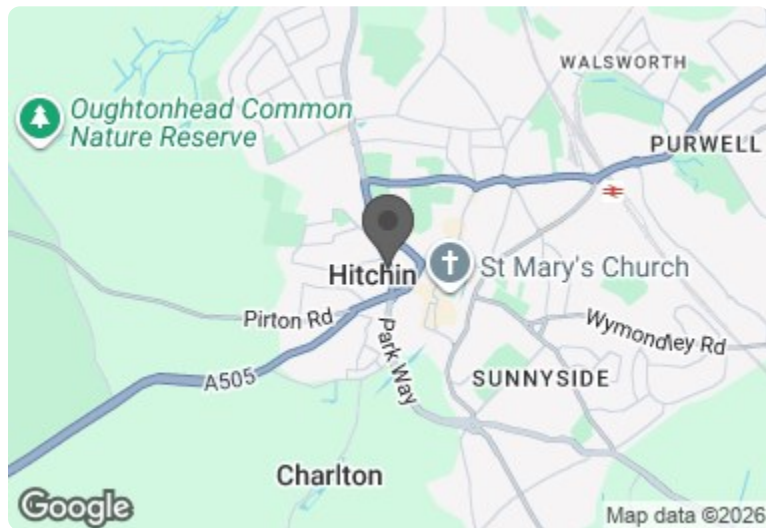 WALSWORTH
Oughtonhead Common
Nature Reserve
PURWELL
St Mary's Church
Hitchin
Pirton Rd
Wymondley Rd
Park Way
A505
SUNNYSIDE
Charlton
Google
Map data ©2026